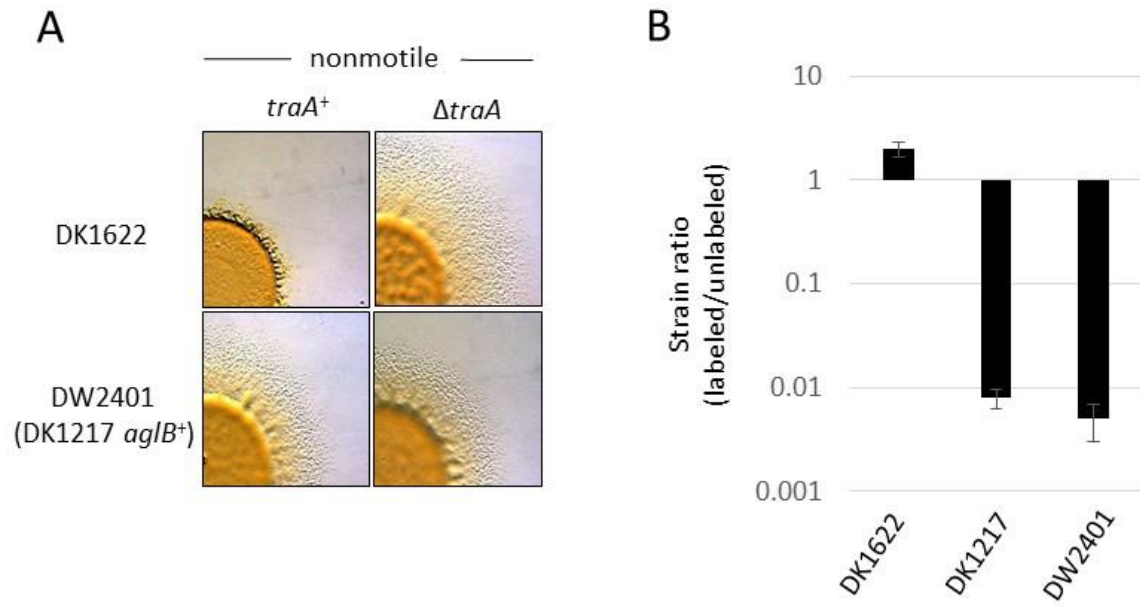 A
nonmotile
traA⁺
ΔtraA
DK1622
DW2401
(DK1217 aglB⁺)
B
Strain ratio
(labeled/unlabeled)
10
1
0.1
0.01
0.001
DK1622
DK1217
DW2401